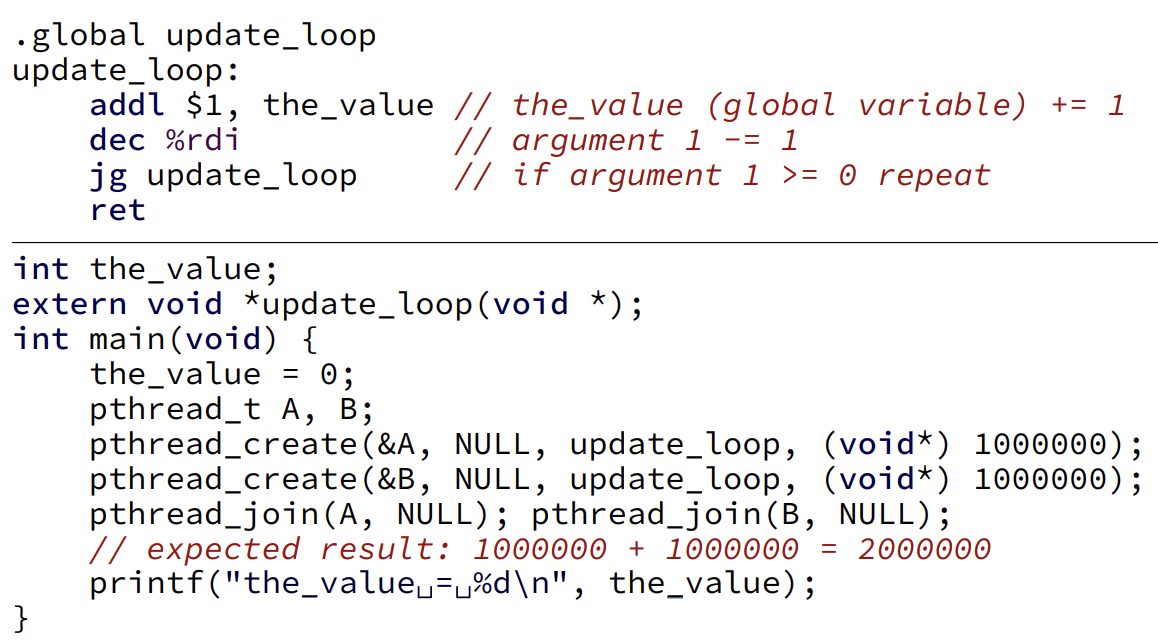 .global update_loop
update_loop:
    addl $1, the_value // the_value (global variable) += 1
    dec %rdi           // argument 1 -= 1
    jg update_loop     // if argument 1 >= 0 repeat
    ret
int the_value;
extern void *update_loop(void *);
int main(void) {
    the_value = 0;
    pthread_t A, B;
    pthread_create(&A, NULL, update_loop, (void*) 1000000);
    pthread_create(&B, NULL, update_loop, (void*) 1000000);
    pthread_join(A, NULL); pthread_join(B, NULL);
    // expected result: 1000000 + 1000000 = 2000000
    printf("the_value␣=␣%d\n", the_value);
}